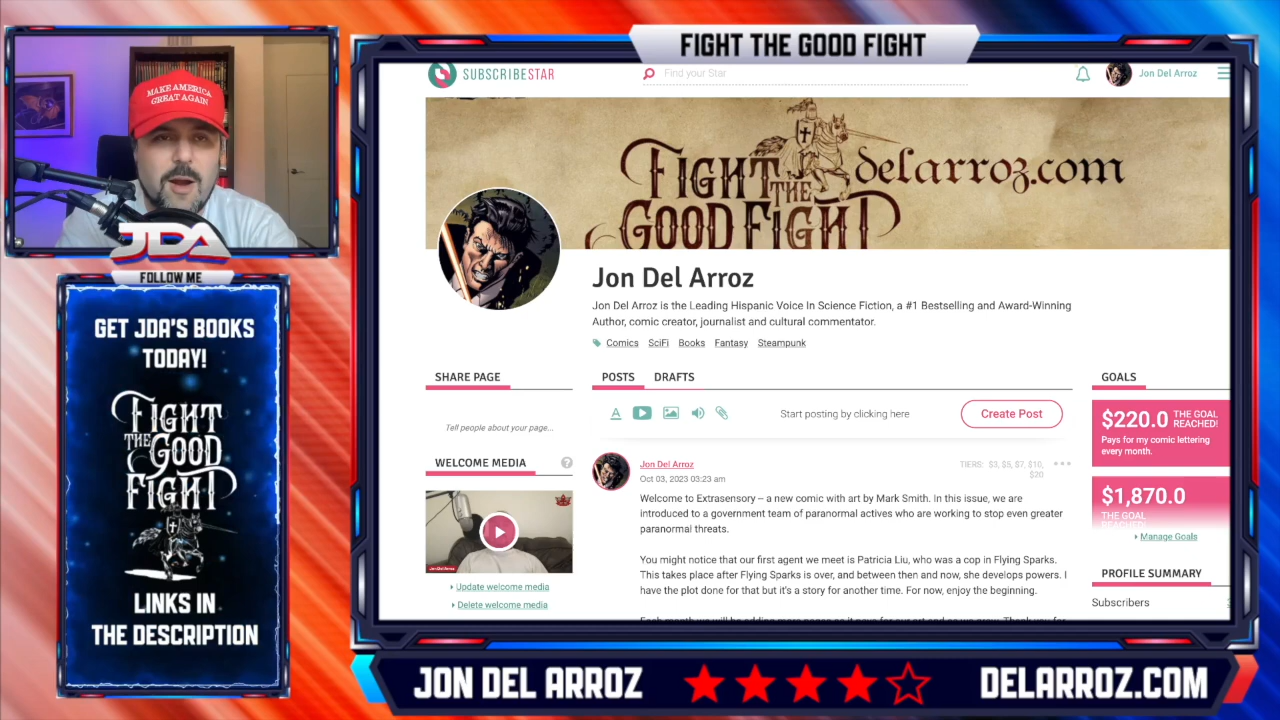 MAKE AMERICA
GREAT AGAIN
JDA
FOLLOW ME
GET JDA'S BOOKS
TODAY!
FIGHT
THE
GOOD
FIGHT
LINKS IN
THE DESCRIPTION
FIGHT THE GOOD FIGHT
SUBSCRIBESTAR
Find your Star
Jon Del Arroz
FIGHT THE GOOD FIGHT
delarroz.com
Jon Del Arroz
Jon Del Arroz is the Leading Hispanic Voice In Science Fiction, a #1 Bestselling and Award-Winning
Author, comic creator, journalist and cultural commentator.
Comics SciFi Books Fantasy Steampunk
SHARE PAGE
Tell people about your page...
WELCOME MEDIA
?
Update welcome media
Delete welcome media
POSTS DRAFTS
A
Start posting by clicking here
Create Post
Jon Del Arroz
Oct 03, 2023 03:23 am
TIERS: $3, $5, $7, $10,
$20
Welcome to Extrasensory -- a new comic with art by Mark Smith. In this issue, we are
introduced to a government team of paranormal actives who are working to stop even greater
paranormal threats.
You might notice that our first agent we meet is Patricia Liu, who was a cop in Flying Sparks.
This takes place after Flying Sparks is over, and between then and now, she develops powers. I
have the plot done for that but it's a story for another time. For now, enjoy the beginning.
GOALS
$220.0 THE GOAL
REACHED!
Pays for my comic lettering
every month.
$1,870.0
THE GOAL
REACHED!
Manage Goals
PROFILE SUMMARY
Subscribers
JON DEL ARROZ
DELARROZ.COM